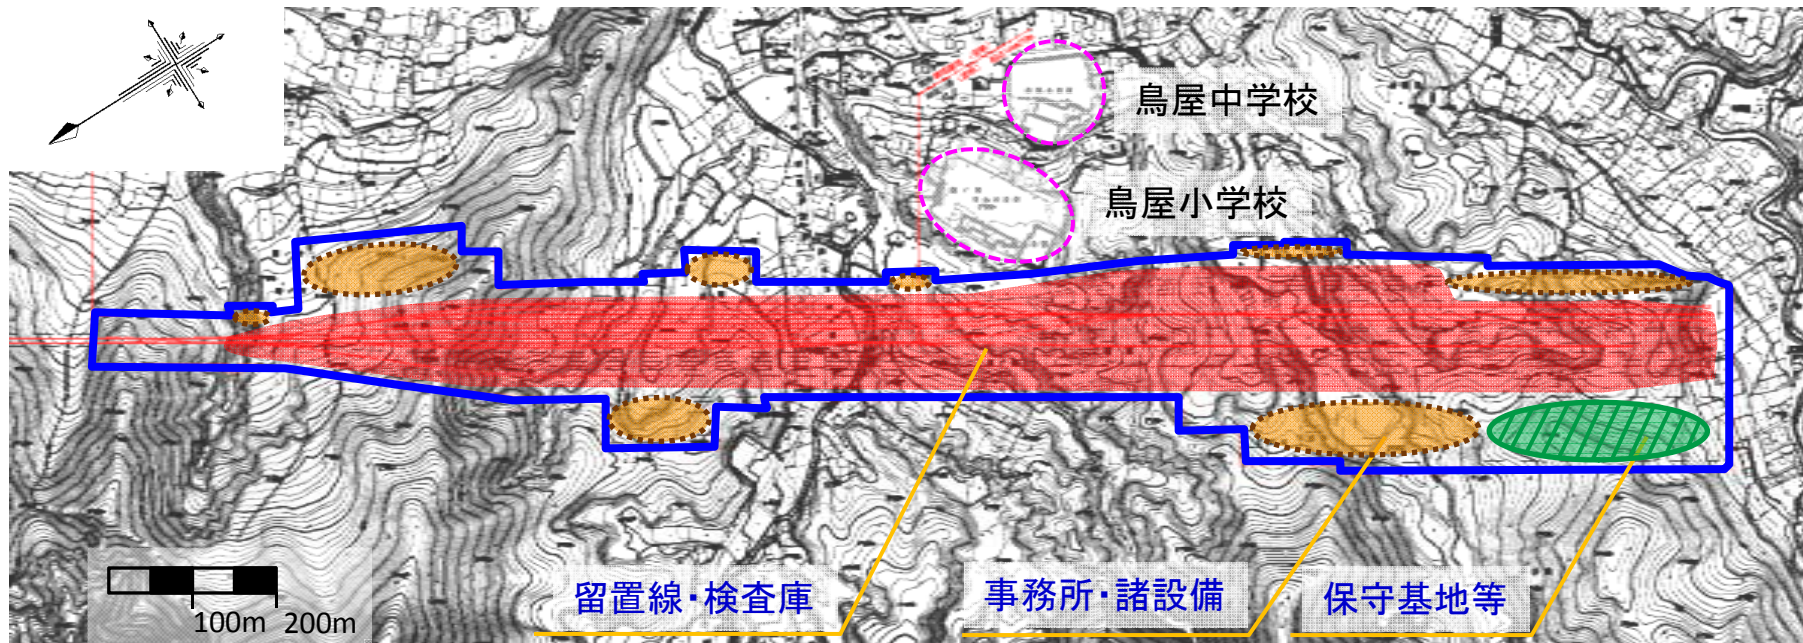 鳥屋中学校
鳥屋小学校
留置線・検査庫
事務所・諸設備
保守基地等
100m 200m